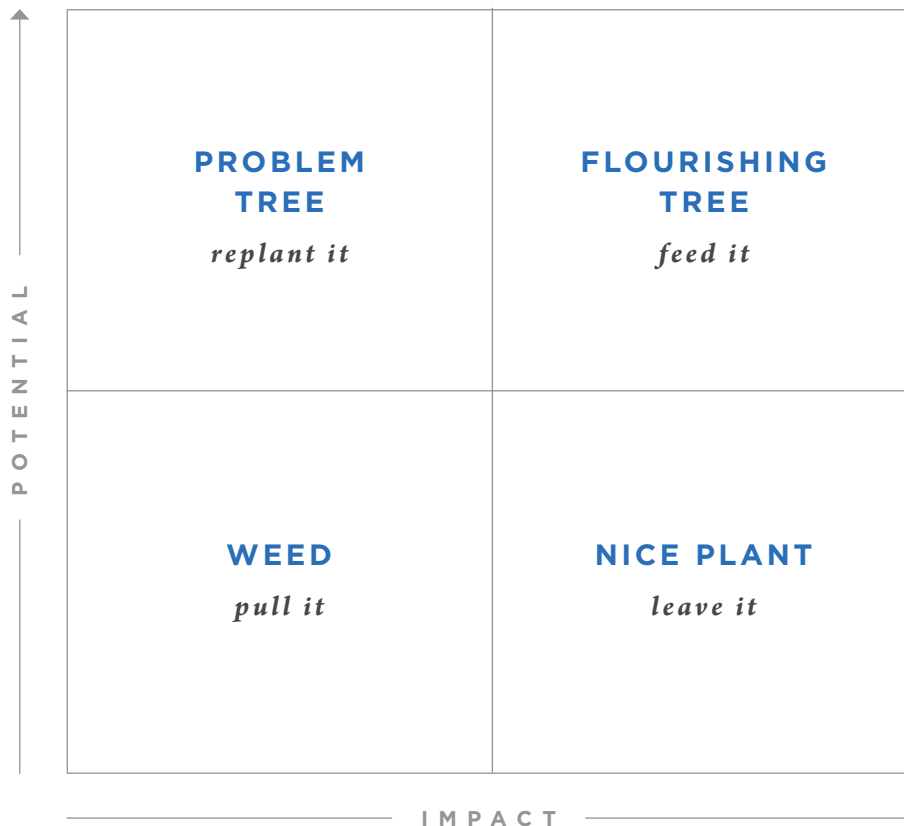 PROBLEM
TREE
replant it
FLOURISHING
TREE
feed it
POTENTIAL
WEED
pull it
NICE PLANT
leave it
IMPACT